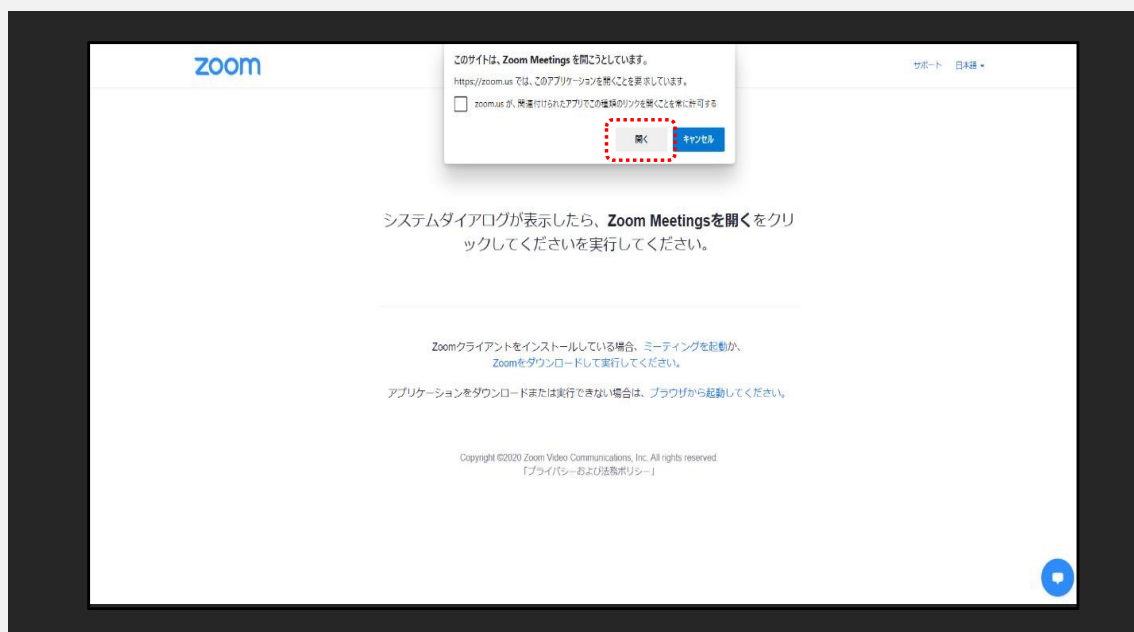 zoom
サポート 日本語
このサイトは、Zoom Meetings を開こうとしています。
https://zoom.us では、このアプリケーションを開くことを要求しています。
zoom.us が、関連付けられたアプリでこの種類のリンクを開くことを常に許可する
開く キャンセル
システムダイアログが表示したら、Zoom Meetingsを開くをクリ
ックしてくださいを実行してください。
Zoomクライアントをインストールしている場合、ミーティングを起動か、
Zoomをダウンロードして実行してください。
アプリケーションをダウンロードまたは実行できない場合は、ブラウザから起動してください。
Copyright ©2020 Zoom Video Communications, Inc. All rights reserved.
「プライバシーおよび法務ポリシー」